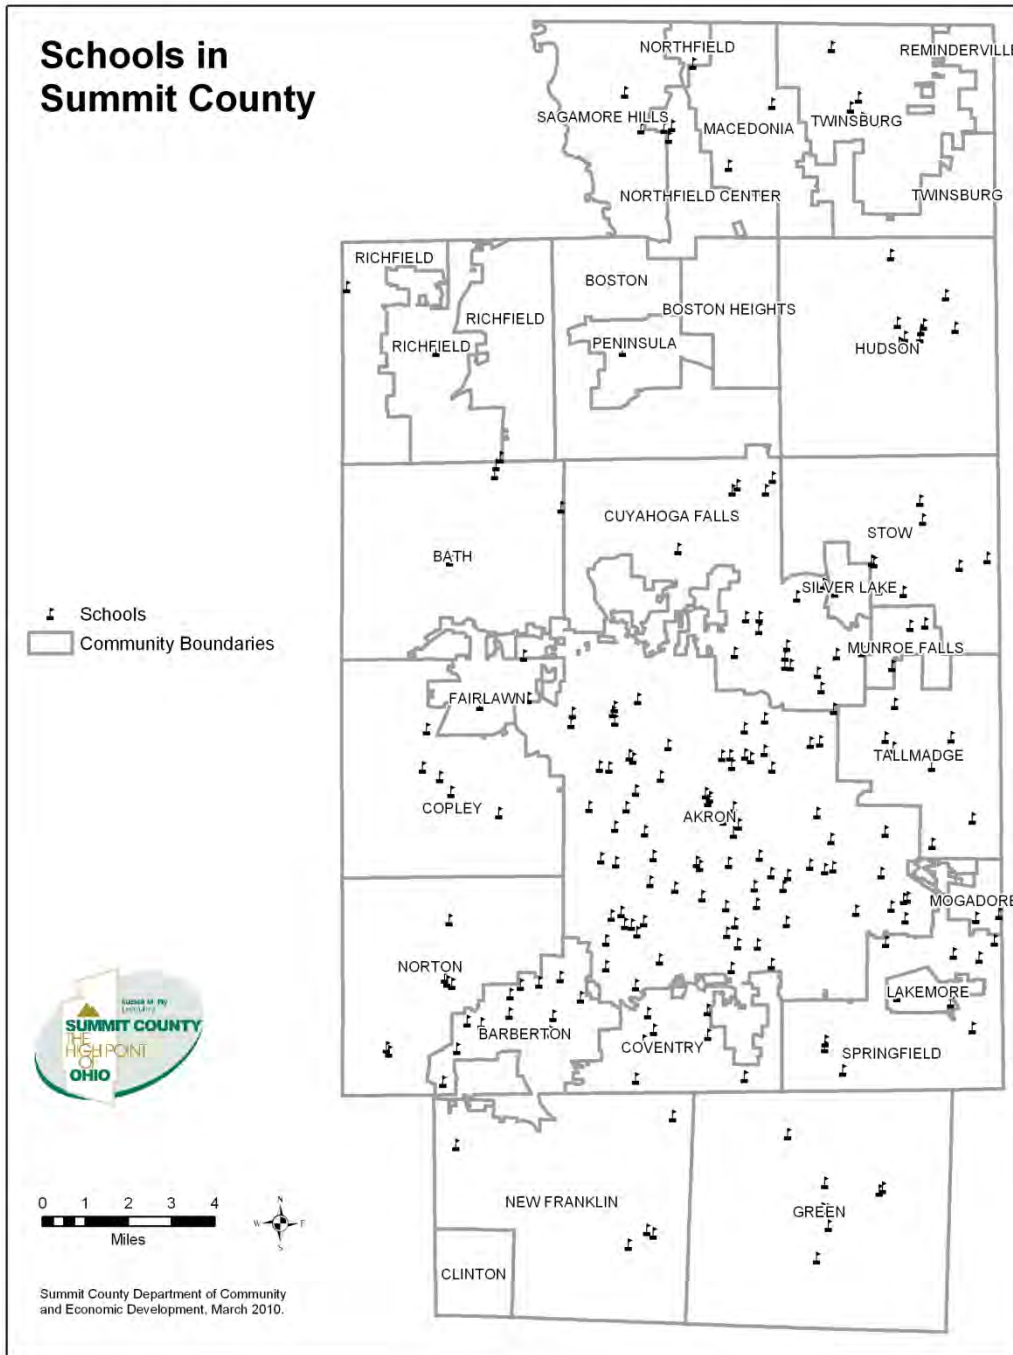 Schools in
Summit County
NORTHFIELD
REMINDERVILLE
SAGAMORE HILLS
MACEDONIA
TWINSBURG
NORTHFIELD CENTER
TWINSBURG
RICHFIELD
BOSTON
RICHFIELD
BOSTON HEIGHTS
RICHFIELD
PENINSULA
HUDSON
CUYAHOGA FALLS
STOW
BATH
SILVER LAKE
Schools
Community Boundaries
MUNROE FALLS
FAIRLAWN
TALLMADGE
COPLEY
AKRON
MOGADORE
NORTON
LAKEMORE
BARBERTON
COVENTRY
SPRINGFIELD
SUMMIT COUNTY
THE
HIGH POINT
OF
OHIO
NEW FRANKLIN
GREEN
CLINTON
0 1 2 3 4
Miles
N
W E
S
Summit County Department of Community
and Economic Development, March 2010.